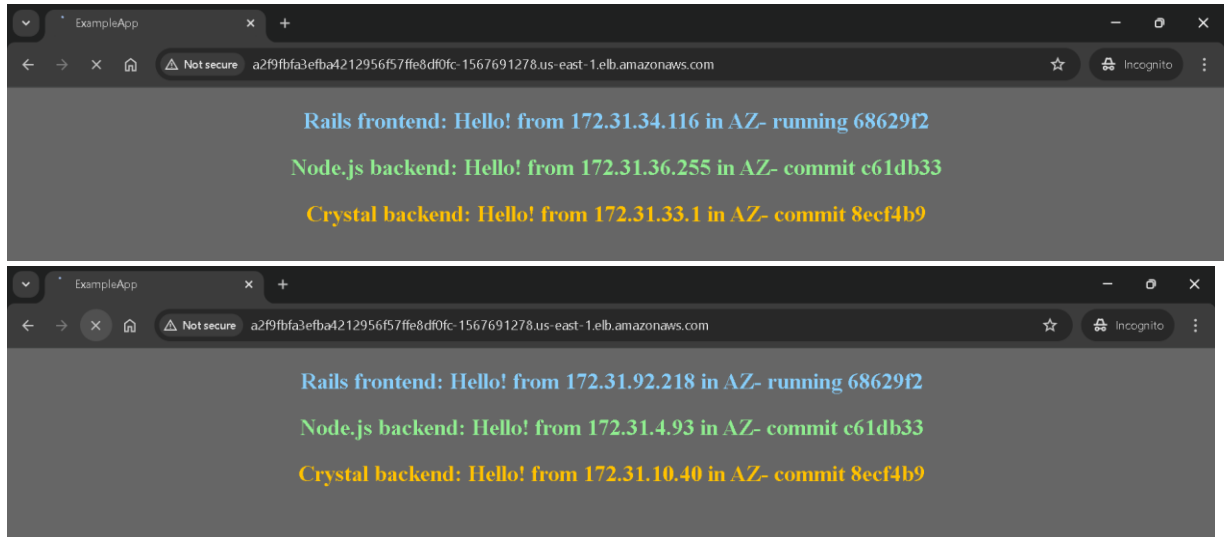 ExampleApp
Not secure a2f9fbfa3efba4212956f57ffe8df0fc-1567691278.us-east-1.elb.amazonaws.com Incognito
Rails frontend: Hello! from 172.31.34.116 in AZ- running 68629f2
Node.js backend: Hello! from 172.31.36.255 in AZ- commit c61db33
Crystal backend: Hello! from 172.31.33.1 in AZ- commit 8ecf4b9
ExampleApp
Not secure a2f9fbfa3efba4212956f57ffe8df0fc-1567691278.us-east-1.elb.amazonaws.com Incognito
Rails frontend: Hello! from 172.31.92.218 in AZ- running 68629f2
Node.js backend: Hello! from 172.31.4.93 in AZ- commit c61db33
Crystal backend: Hello! from 172.31.10.40 in AZ- commit 8ecf4b9